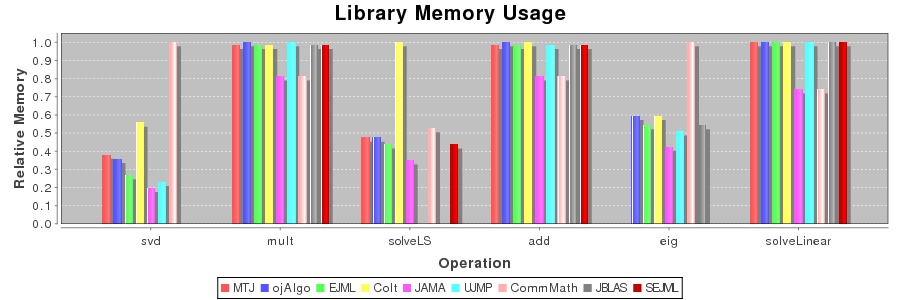 Library Memory Usage
Relative Memory
1.0
0.9
0.8
0.7
0.6
0.5
0.4
0.3
0.2
0.1
0.0
svd mult solveLS add eig solveLinear
Operation
MTJ ojAlgo EJML Colt JAMA UJMP CommMath JBLAS SEJML